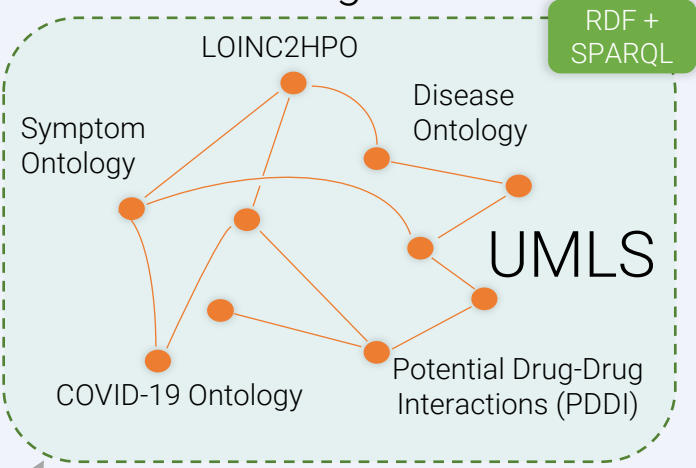 RDF +
SPARQL
LOINC2HPO
Disease
Ontology
Symptom
Ontology
UMLS
Potential Drug-Drug
Interactions (PDDI)
COVID-19 Ontology